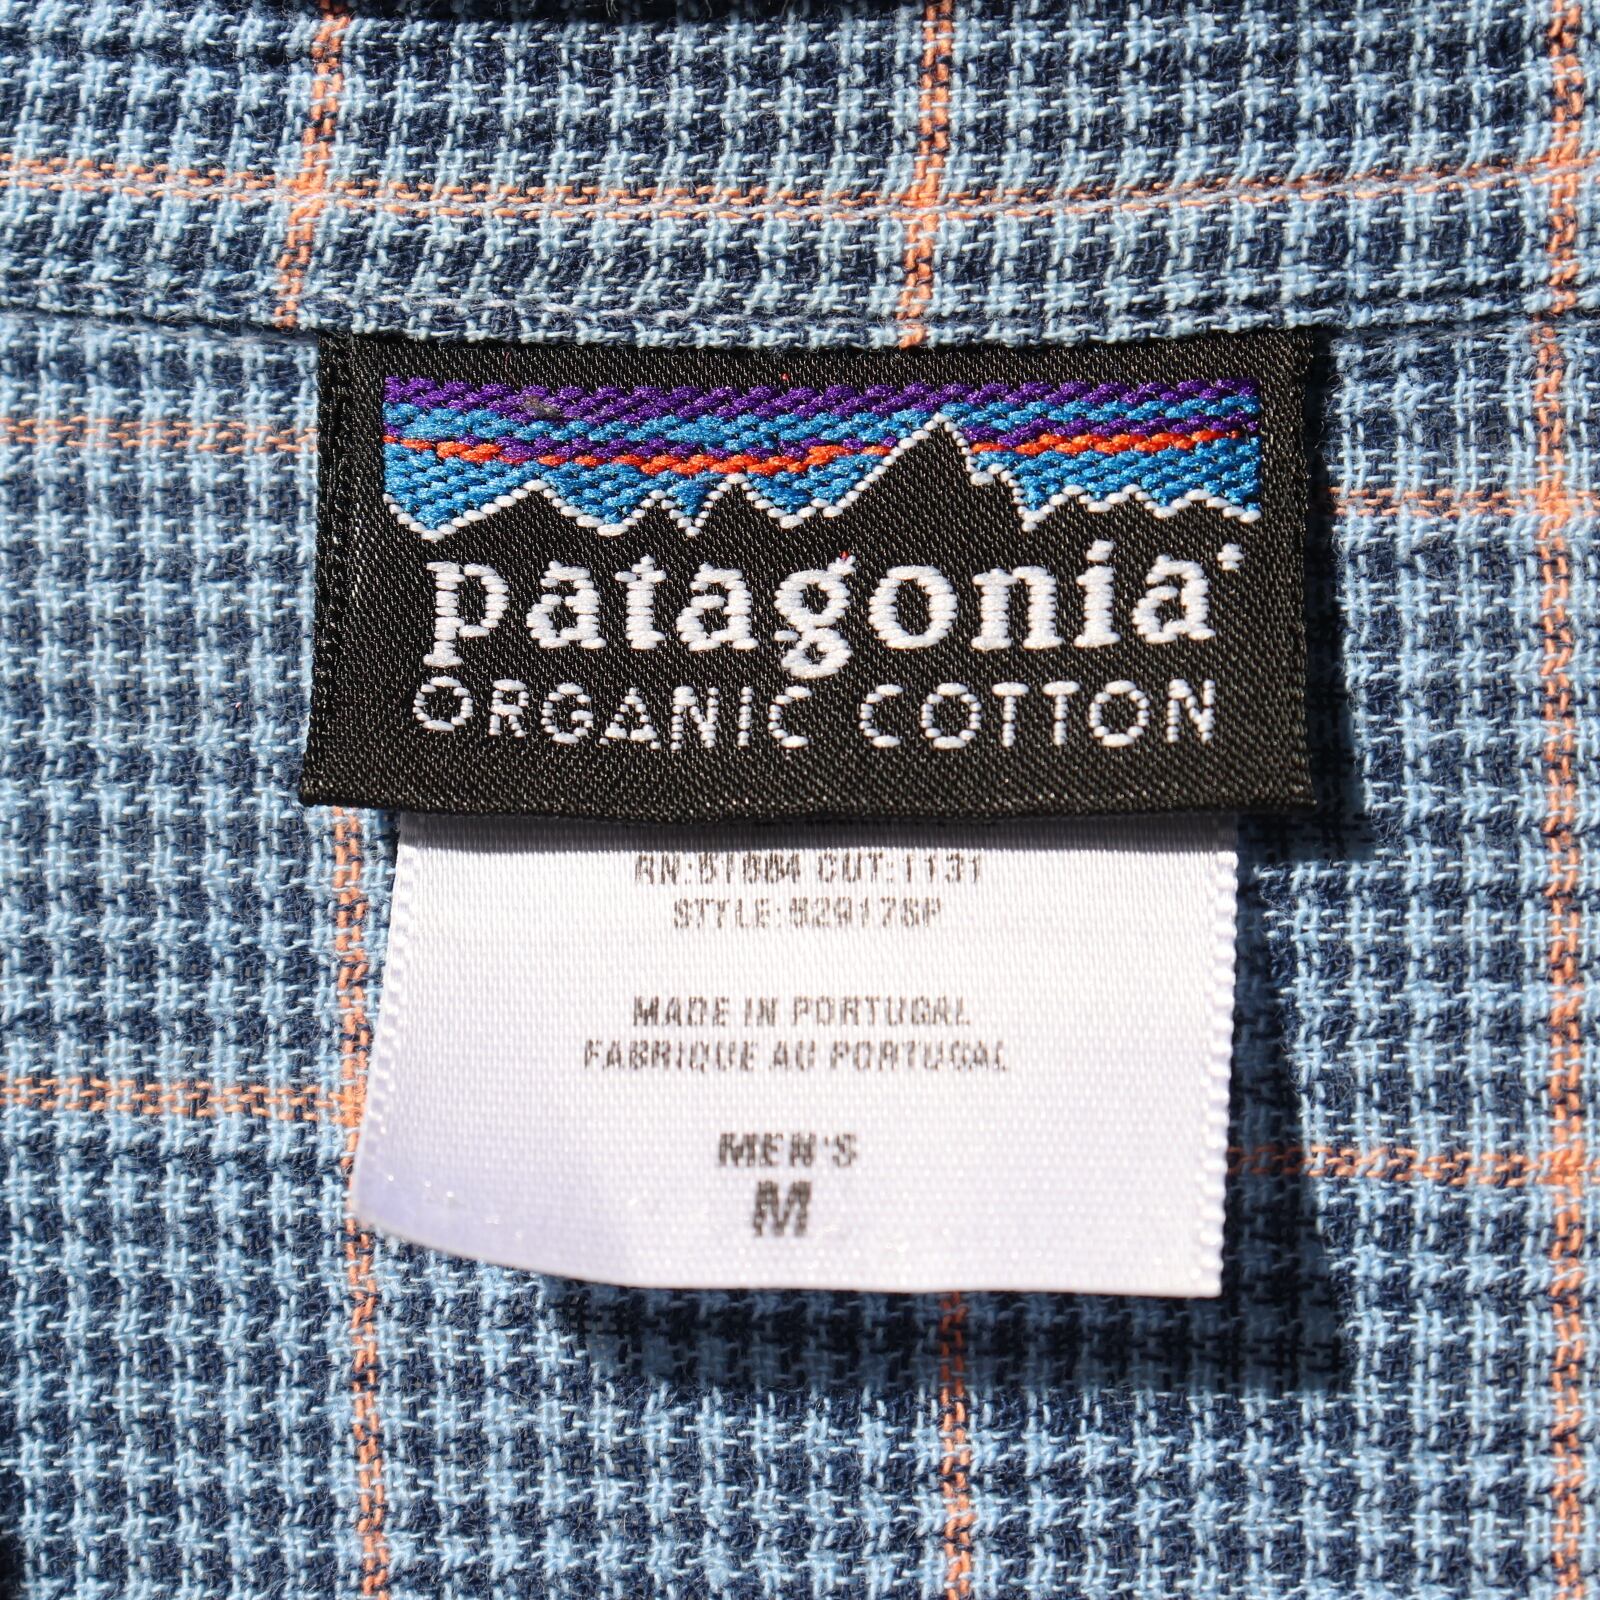 patagonia
ORGANIC COTTON
RN:51884 CUT:1131
STYLE:52917SP
MADE IN PORTUGAL
FABRIQUE AU PORTUGAL
MEN'S
M